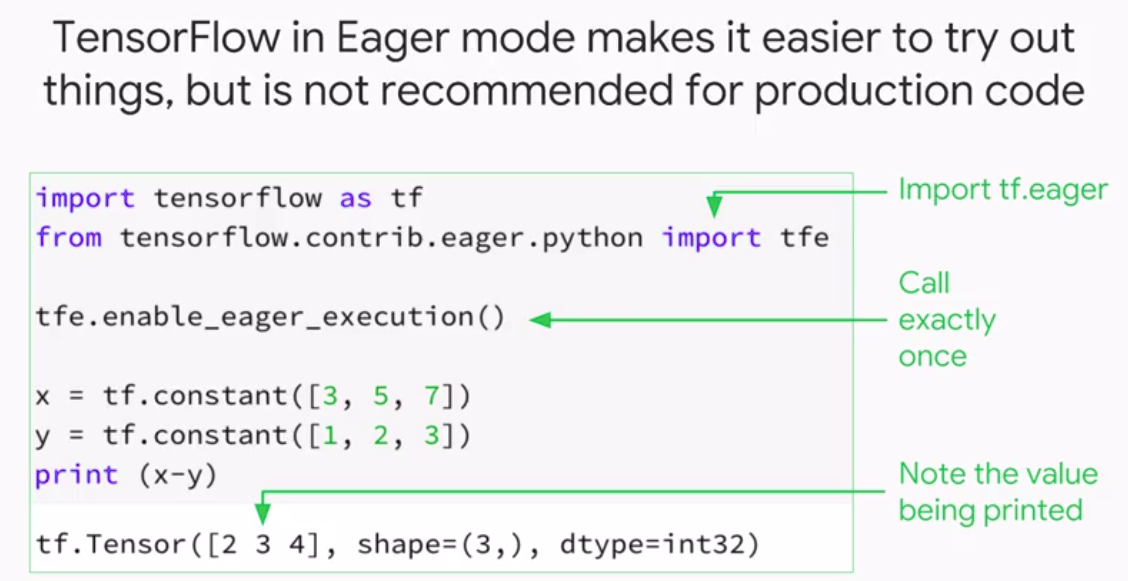 TensorFlow in Eager mode makes it easier to try out
things, but is not recommended for production code
import tensorflow as tf
from tensorflow.contrib.eager.python import tfe
Import tf.eager
tfe.enable_eager_execution()
Call
exactly
once
x = tf.constant([3, 5, 7])
y = tf.constant([1, 2, 3])
print (x-y)
Note the value
being printed
tf.Tensor([2 3 4], shape=(3,), dtype=int32)